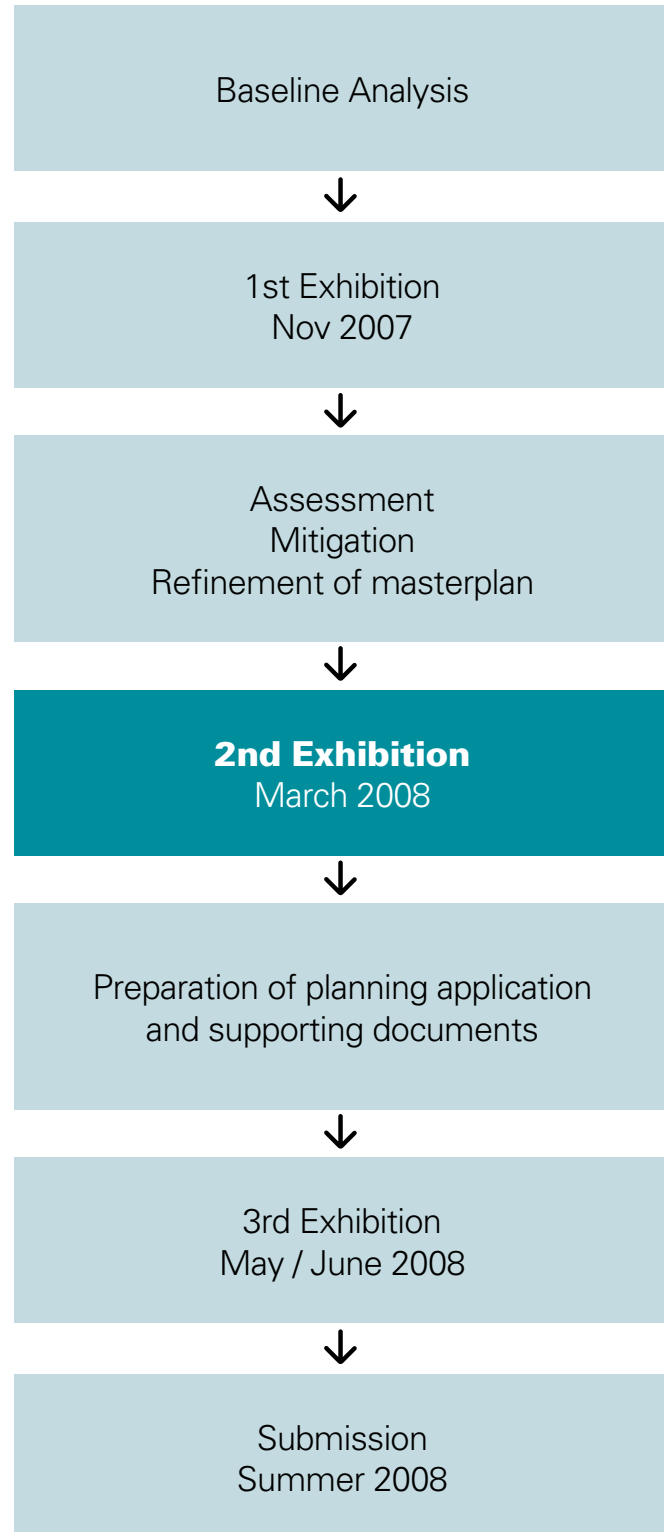 Baseline Analysis
1st Exhibition
Nov 2007
Assessment
Mitigation
Refinement of masterplan
2nd Exhibition
March 2008
Preparation of planning application
and supporting documents
3rd Exhibition
May / June 2008
Submission
Summer 2008